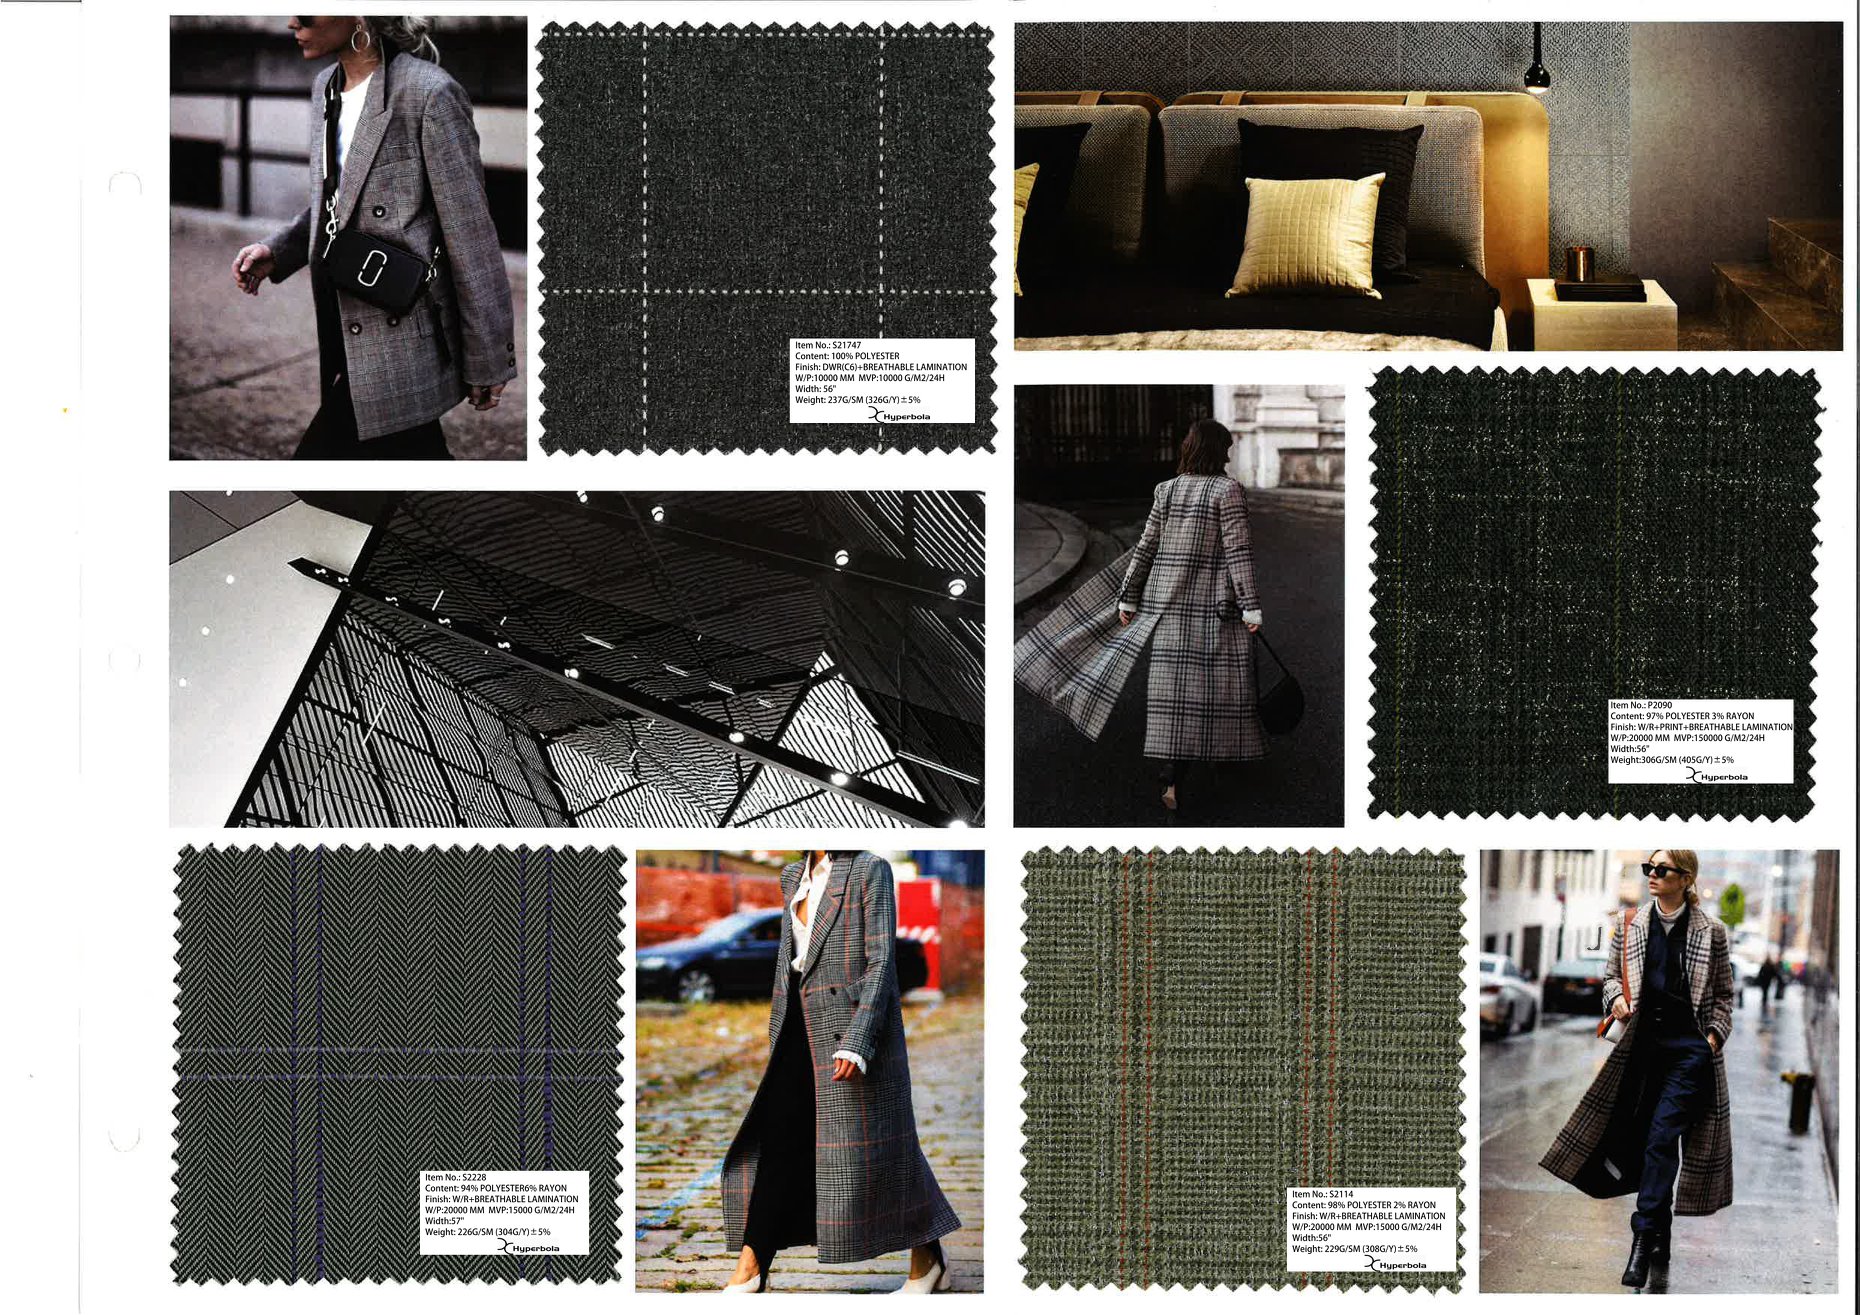 Item No.: S21747
Content: 100% POLYESTER
Finish: DWR(C6)+BREATHABLE LAMINATION
W/P:10000 MM MVP:10000 G/M2/24H
Width: 56"
Weight: 237G/SM (326G/Y)±5%
Hyperbola
Item No.: P2090
Content: 97% POLYESTER 3% RAYON
Finish: W/R+PRINT+BREATHABLE LAMINATION
W/P:20000 MM MVP:150000 G/M2/24H
Width:56"
Weight:306G/SM (405G/Y)±5%
Hyperbola
Item No.: S2228
Content: 94% POLYESTER6% RAYON
Finish: W/R+BREATHABLE LAMINATION
W/P:20000 MM MVP:15000 G/M2/24H
Width:57"
Weight: 226G/SM (304G/Y)±5%
Hyperbola
Item No.: S2114
Content: 98% POLYESTER 2% RAYON
Finish: W/R+BREATHABLE LAMINATION
W/P:20000 MM MVP:15000 G/M2/24H
Width:56"
Weight: 229G/SM (308G/Y)±5%
Hyperbola